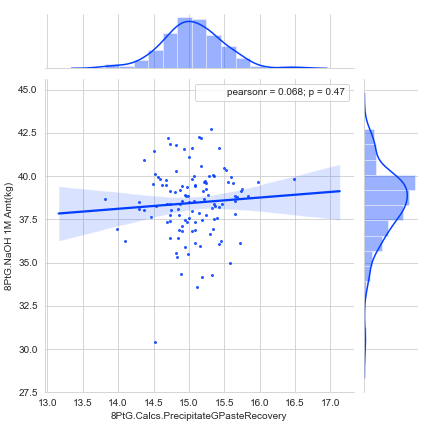 pearsonr = 0.068; p = 0.47
45.0
42.5
40.0
37.5
35.0
32.5
30.0
27.5
8PtG.NaOH 1M Amt(kg)
13.0 13.5 14.0 14.5 15.0 15.5 16.0 16.5 17.0
8PtG.Calcs.PrecipitateGPasteRecovery